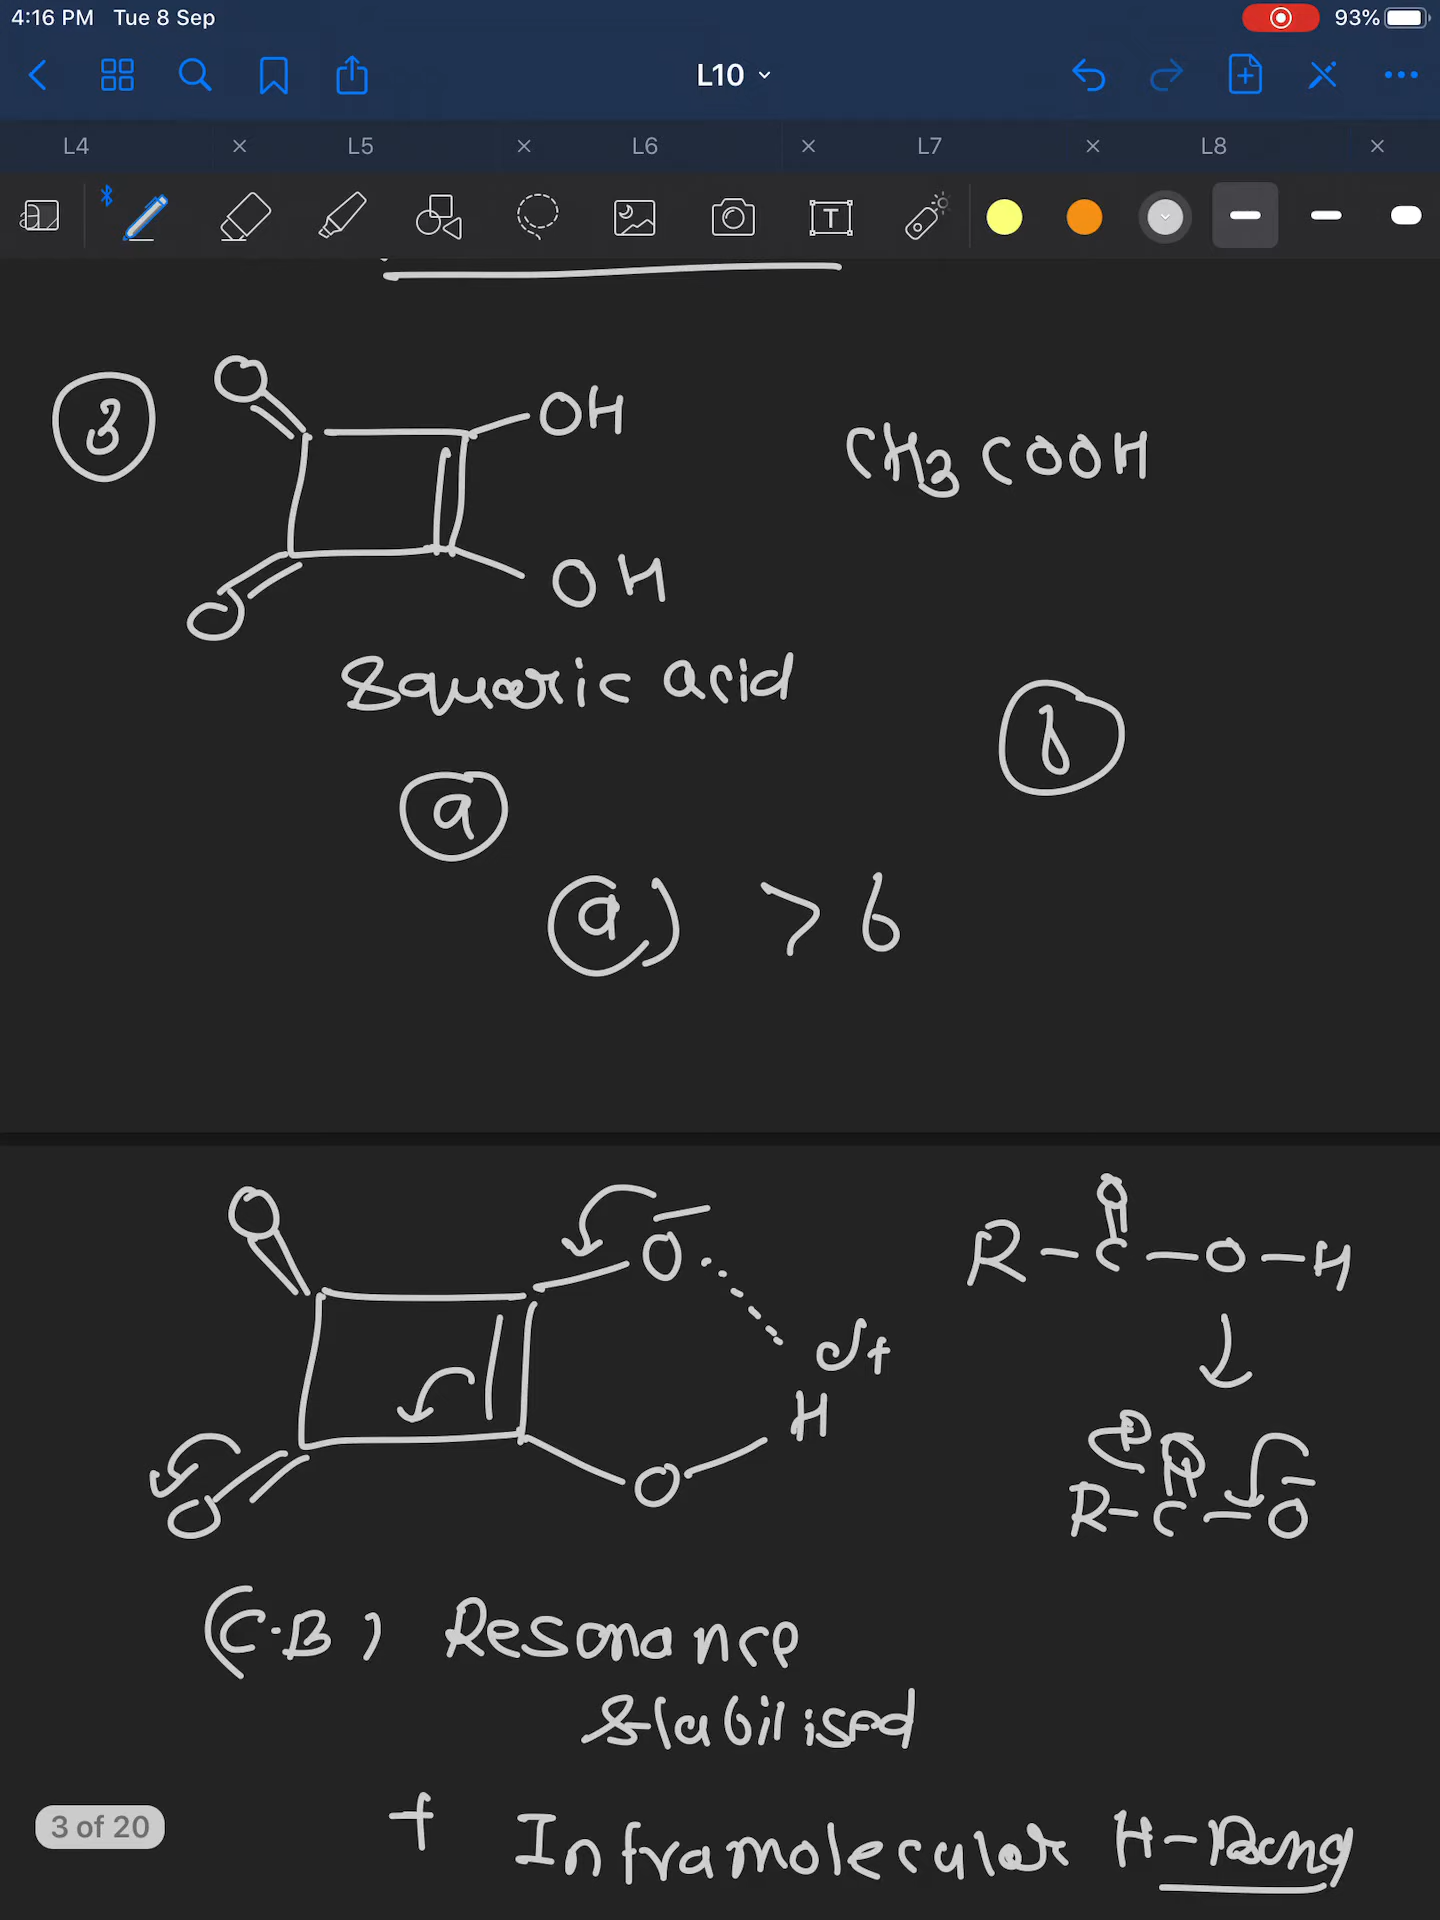 4:16 PM Tue 8 Sep
93%
L10
L4 × L5 × L6 × L7 × L8 ×
a T
3
O
OH
CH3COOH
OH
O
Squaric acid
b
a
a) > b
O
O
O
R-C-O-H
δ+
H
O
O
R-C-O
(C.B) Resonance
Stabilised
+ Intramolecular H-Bond
3 of 20